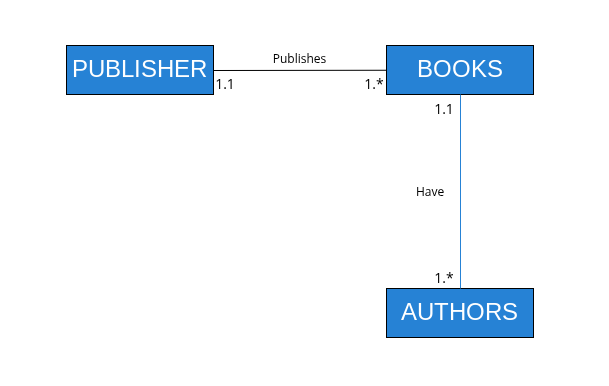 Publishes
PUBLISHER
BOOKS
1.1
1.*
1.1
Have
1.*
AUTHORS